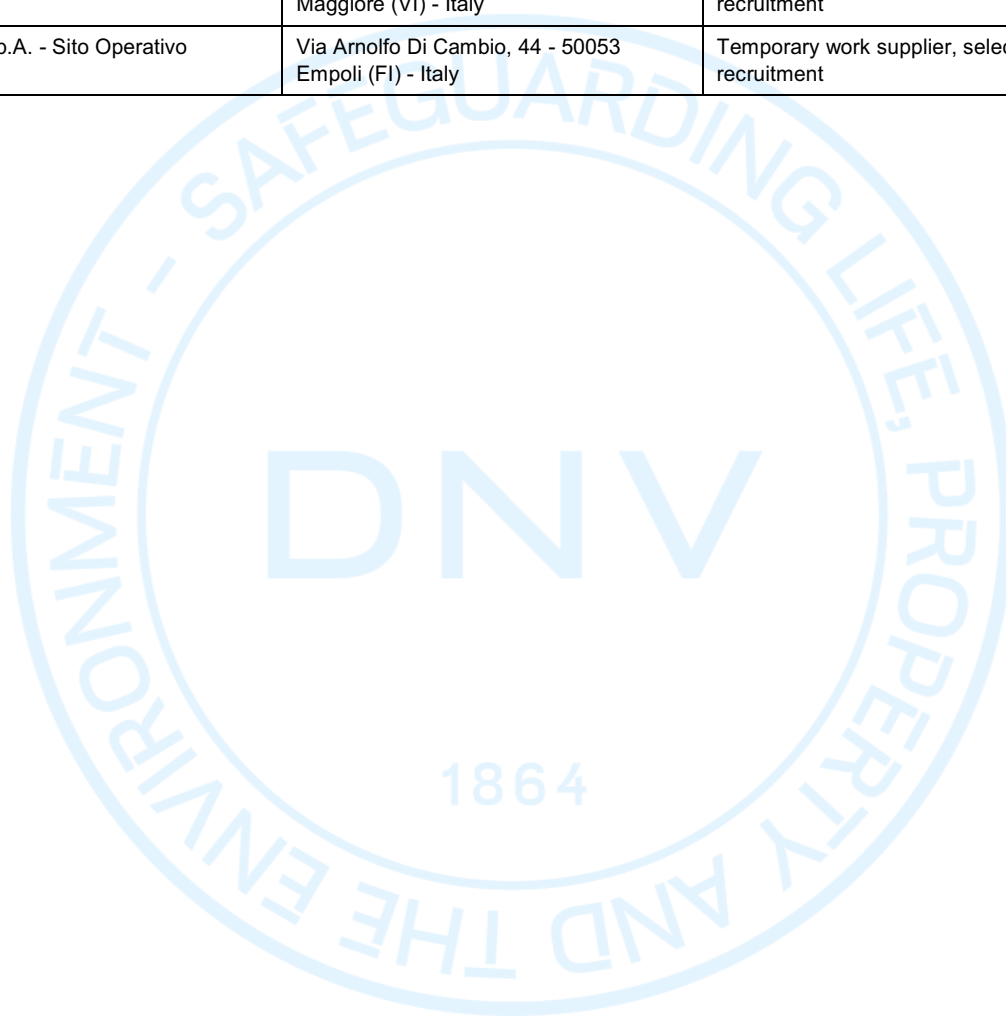 Maggiore (VI) - Italy
recruitment
.A. - Sito Operativo
Via Arnolfo Di Cambio, 44 - 50053
Empoli (FI) - Italy
Temporary work supplier,
recruitment
SAFEGUARDING LIFE, PROPERTY AND THE ENVIRONMENT -
DNV
1864